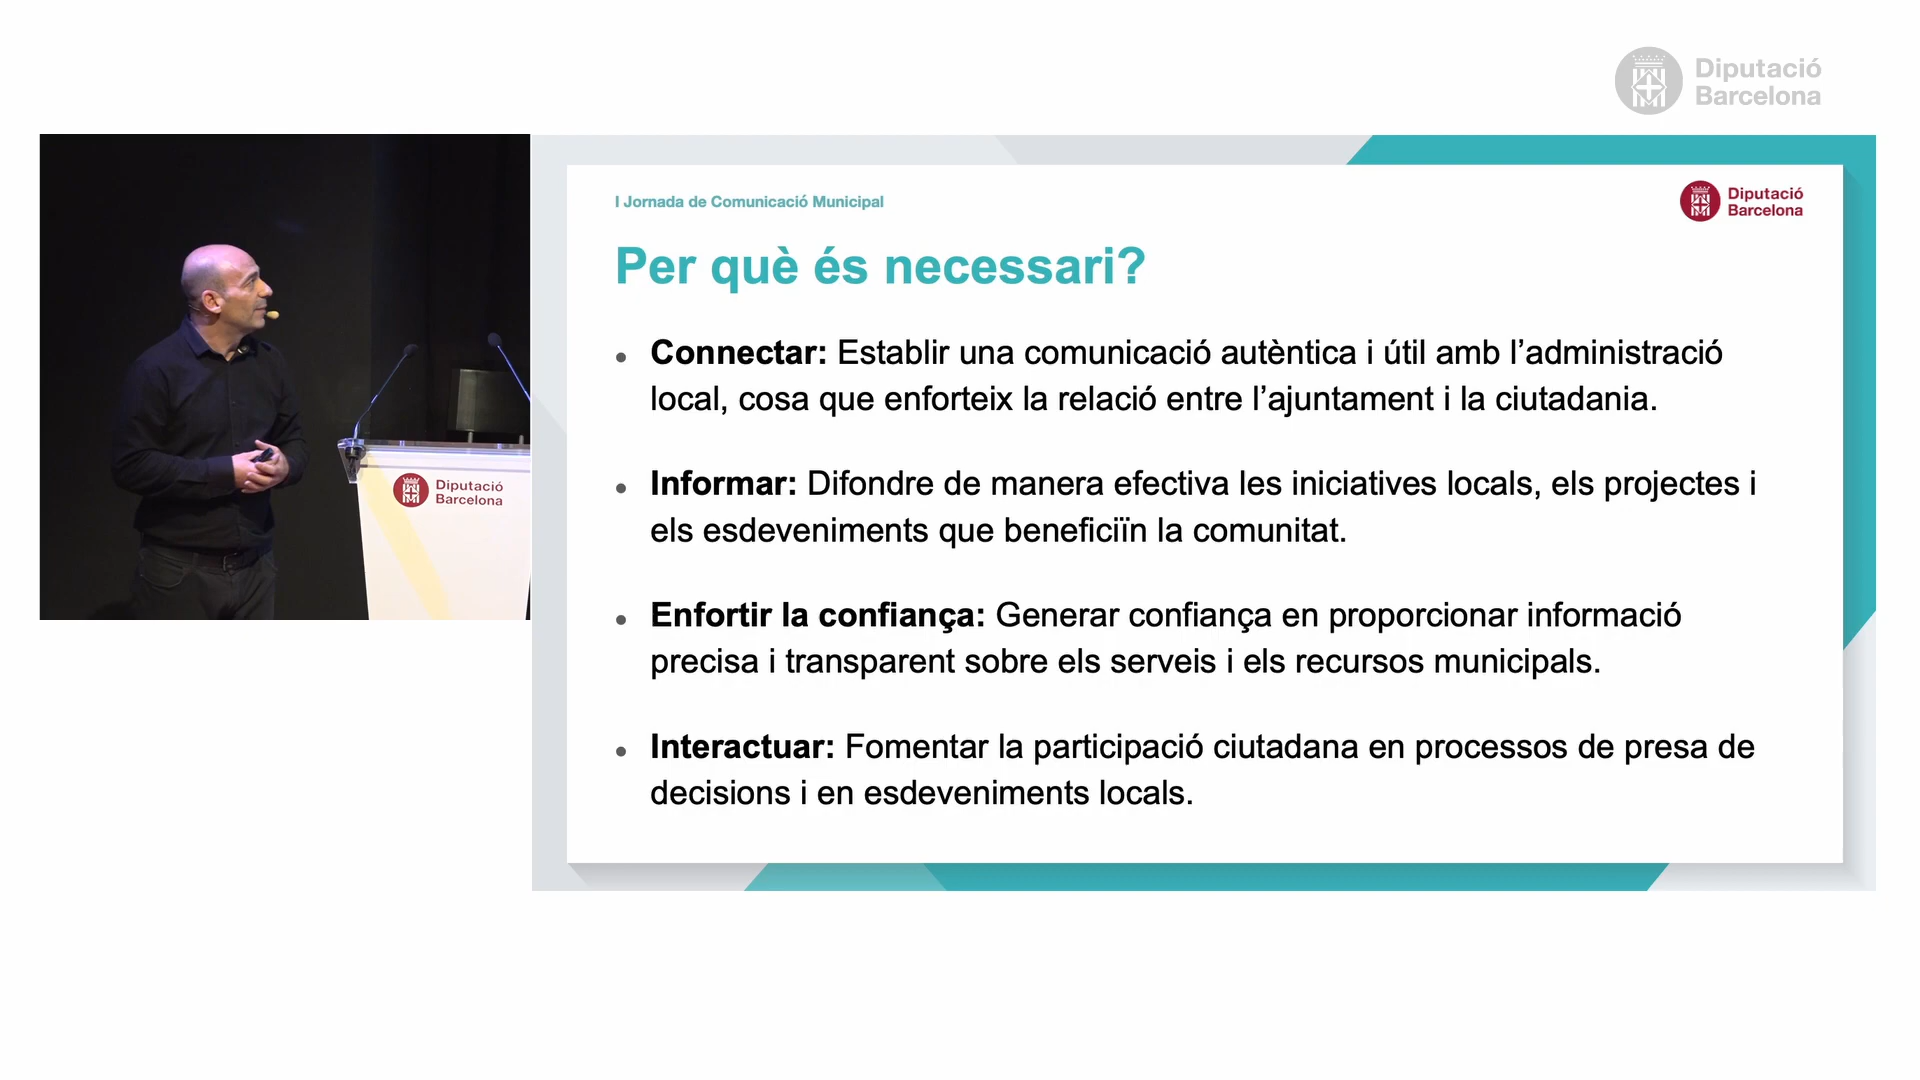 Diputació
Barcelona
I Jornada de Comunicació Municipal
Diputació
Barcelona
Per què és necessari?
Connectar: Establir una comunicació autèntica i útil amb l’administració
local, cosa que enforteix la relació entre l’ajuntament i la ciutadania.
Informar: Difondre de manera efectiva les iniciatives locals, els projectes i
els esdeveniments que beneficiïn la comunitat.
Enfortir la confiança: Generar confiança en proporcionar informació
precisa i transparent sobre els serveis i els recursos municipals.
Interactuar: Fomentar la participació ciutadana en processos de presa de
decisions i en esdeveniments locals.
Diputació
Barcelona